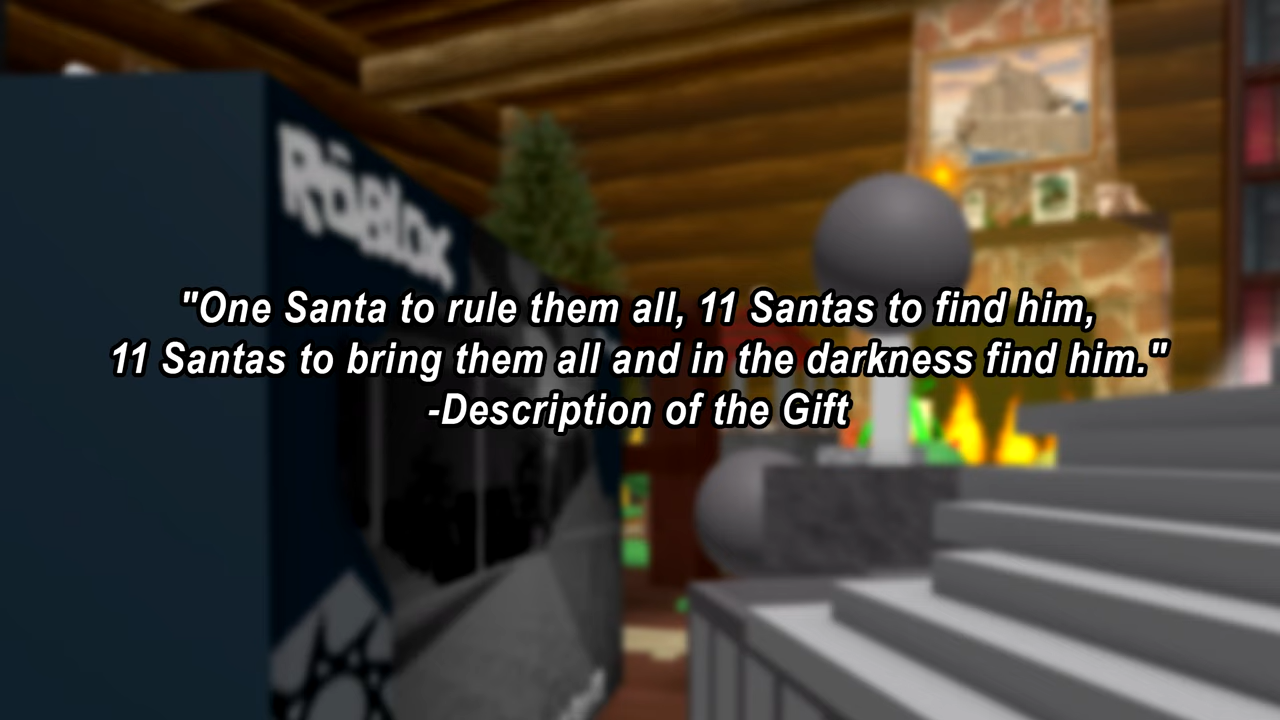 ROBLOX
"One Santa to rule them all, 11 Santas to find him,
11 Santas to bring them all and in the darkness find him."
-Description of the Gift